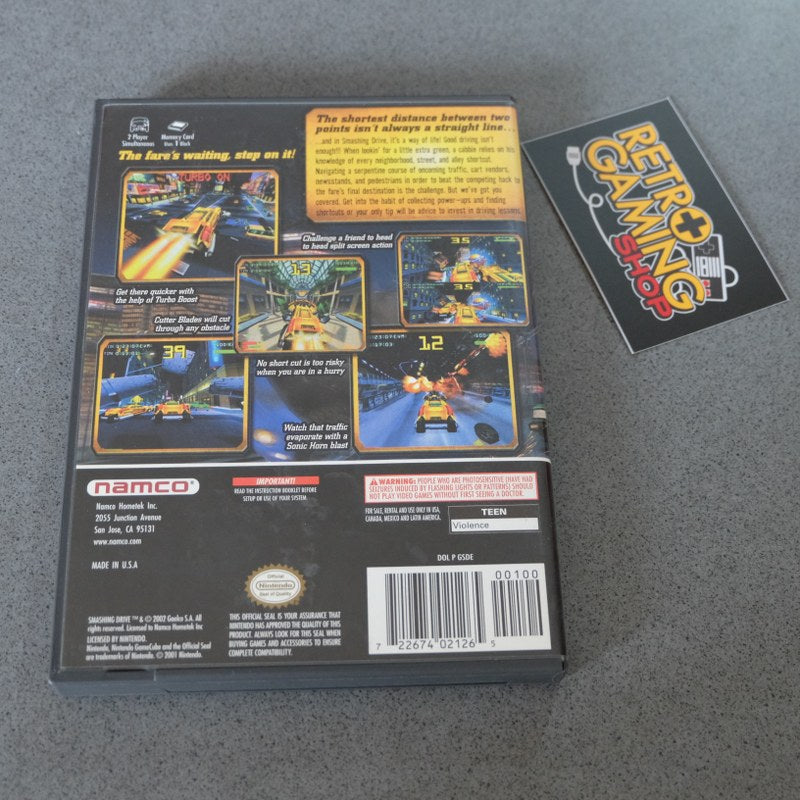 2 Player
Simultaneous
Memory Card
1 Block
The fare's waiting, step on it!
The shortest distance between two
points isn't always a straight line...
...and in Smashing Drive, it's a way of life! Good driving isn't
enough!!! When lookin' for a little extra green, a cabbie relies on his
knowledge of every neighborhood, street, and alley shortcut.
Navigating a serpentine course of oncoming traffic, cart vendors,
newsstands, and pedestrians in order to beat the competing hack to
the fare's final destination is the challenge. But we've got you
covered. Get into the habit of collecting power-ups and finding
shortcuts or your only tip will be advice to invest in driving lessons.
TURBO ON
Challenge a friend to head
to head split screen action
Get there quicker with
the help of Turbo Boost
13
3.5
3.5
Cutter Blades will cut
through any obstacle
39
No short cut is too risky
when you are in a hurry
12
Watch that traffic
evaporate with a
Sonic Horn blast
namco®
Namco Hometek Inc.
2055 Junction Avenue
San Jose, CA 95131
www.namco.com
MADE IN U.S.A
IMPORTANT!
READ THE INSTRUCTION BOOKLET BEFORE
SETUP OR USE OF YOUR SYSTEM.
WARNING: PEOPLE WHO ARE PHOTOSENSITIVE (HAVE HAD
SEIZURES INDUCED BY FLASHING LIGHTS OR PATTERNS) SHOULD
NOT PLAY VIDEO GAMES WITHOUT FIRST SEEING A DOCTOR.
FOR SALE, RENTAL AND USE ONLY IN USA,
CANADA, MEXICO AND LATIN AMERICA.
TEEN
Violence
DOL P GSDE
Official
Nintendo
Seal of Quality
SMASHING DRIVE ™ & © 2002 Gaelco S.A. All
rights reserved. Licensed to Namco Hometek Inc
LICENSED BY NINTENDO.
Nintendo, Nintendo GameCube and the Official Seal
are trademarks of Nintendo. © 2001 Nintendo.
THIS OFFICIAL SEAL IS YOUR ASSURANCE THAT
NINTENDO HAS APPROVED THE QUALITY OF THIS
PRODUCT. ALWAYS LOOK FOR THIS SEAL WHEN
BUYING GAMES AND ACCESSORIES TO ENSURE
COMPLETE COMPATIBILITY.
00100
7 22674 02126 5
RETRO
GAMING
SHOP